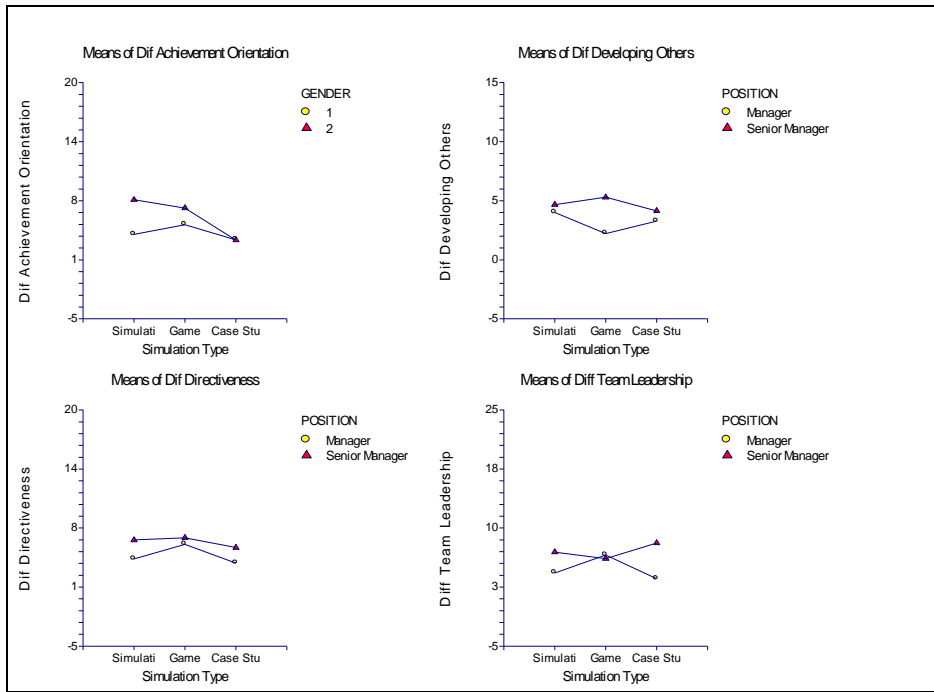 Means of Dif Achievement Orientation
Dif Achievement Orientation
20
14
8
1
-5
Simulati Game Case Stu
Simulation Type
GENDER
1
2
Means of Dif Developing Others
Dif Developing Others
15
10
5
0
-5
Simulati Game Case Stu
Simulation Type
POSITION
Manager
Senior Manager
Means of Dif Directiveness
Dif Directiveness
20
14
8
1
-5
Simulati Game Case Stu
Simulation Type
POSITION
Manager
Senior Manager
Means of Diff Team Leadership
Diff Team Leadership
25
18
10
3
-5
Simulati Game Case Stu
Simulation Type
POSITION
Manager
Senior Manager